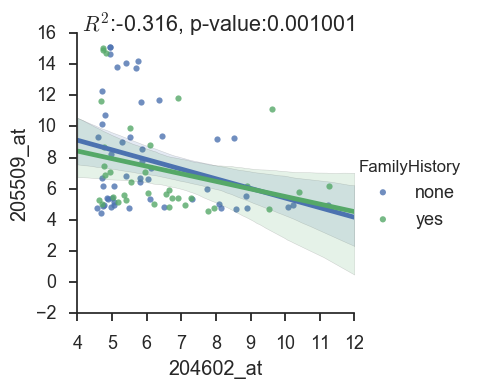 R²:-0.316, p-value:0.001001
16
14
12
10
8
6
4
2
0
−2
205509_at
4 5 6 7 8 9 10 11 12
204602_at
FamilyHistory
none
yes